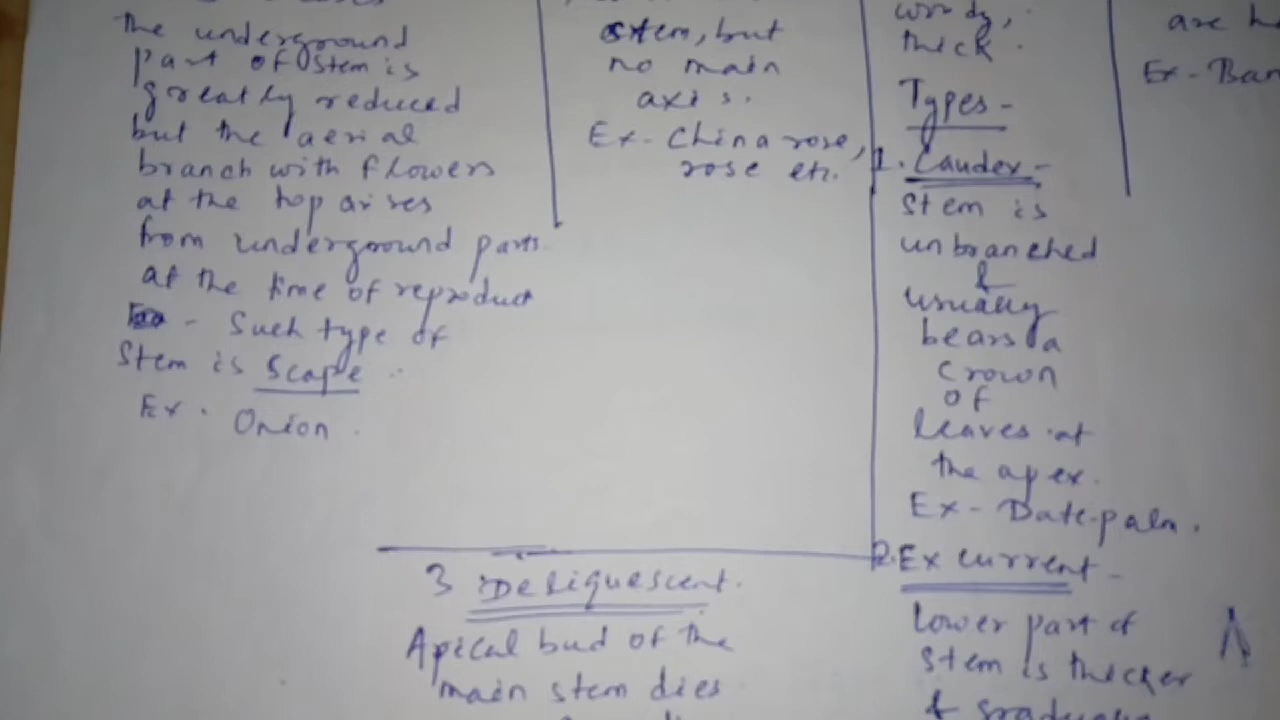 the underground
part of stem is
greatly reduced
but the aerial
branch with flowers
at the top arises
from underground parts
at the time of reproduct
- Such type of
stem is Scape
Ex. Onion.
stem, but
no main
axis.
Ex- China rose,
rose etc.
woody,
thick.
Types-
1. Caudex-
Stem is
unbranched
&
usually
bears a
crown
of
leaves at
the apex.
Ex- Date-palm.
2. Excurrent-
Lower part of
stem is thicker
&
are
Ex-
3 Deliquescent.
Apical bud of the
main stem dies